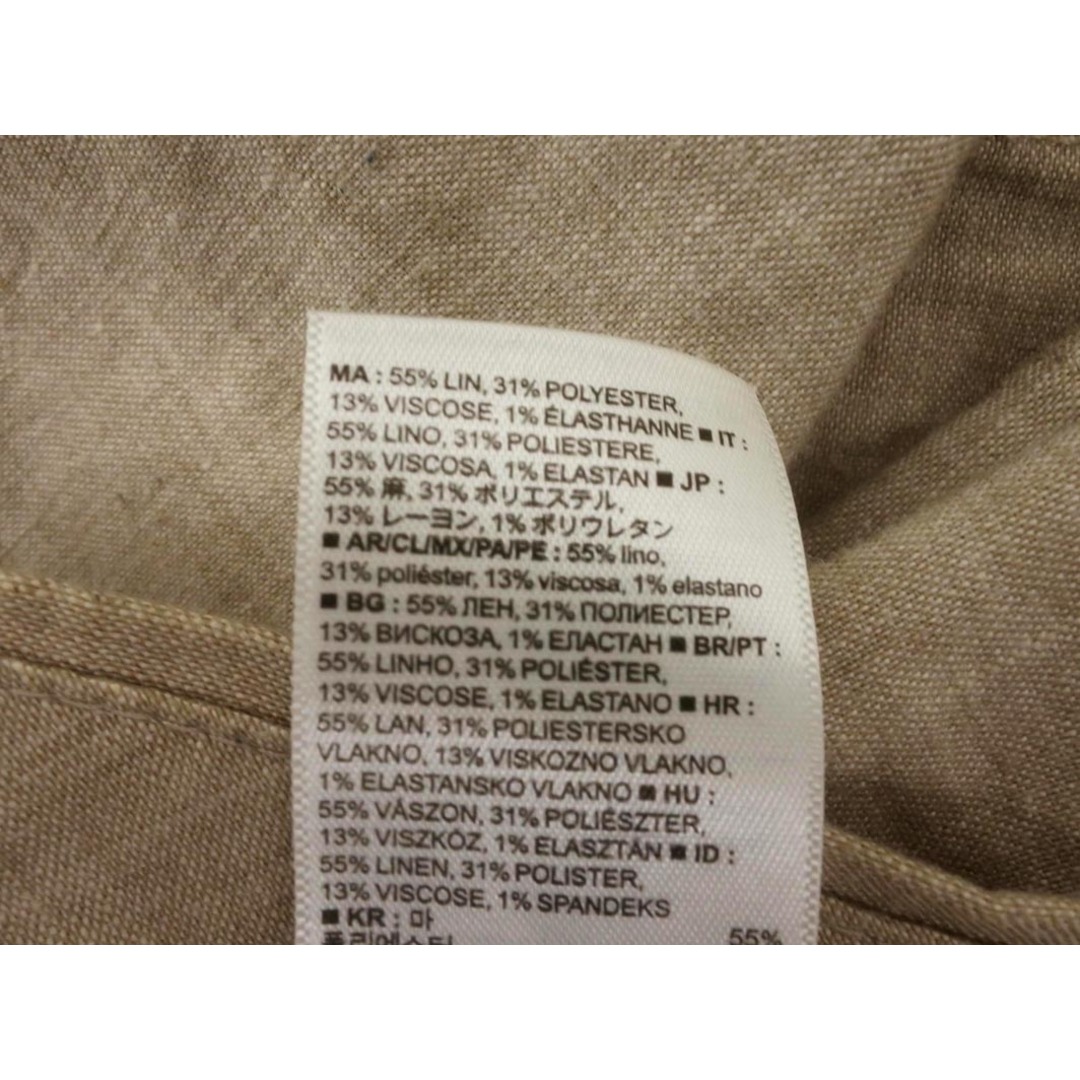 MA : 55% LIN, 31% POLYESTER,
13% VISCOSE, 1% ÉLASTHANNE ■ IT :
55% LINO, 31% POLIESTERE,
13% VISCOSA, 1% ELASTAN ■ JP :
55% 麻, 31% ポリエステル,
13% レーヨン, 1% ポリウレタン
■ AR/CL/MX/PA/PE : 55% lino,
31% poliéster, 13% viscosa, 1% elastano
■ BG : 55% ЛЕН, 31% ПОЛИЕСТЕР,
13% ВИСКОЗА, 1% ЕЛАСТАН ■ BR/PT :
55% LINHO, 31% POLIÉSTER,
13% VISCOSE, 1% ELASTANO ■ HR :
55% LAN, 31% POLIESTERSKO
VLAKNO, 13% VISKOZNO VLAKNO,
1% ELASTANSKO VLAKNO ■ HU :
55% VÁSZON, 31% POLIÉSZTER,
13% VISZKÓZ, 1% ELASZTÁN ■ ID :
55% LINEN, 31% POLISTER,
13% VISCOSE, 1% SPANDEKS
■ KR : 마 55%